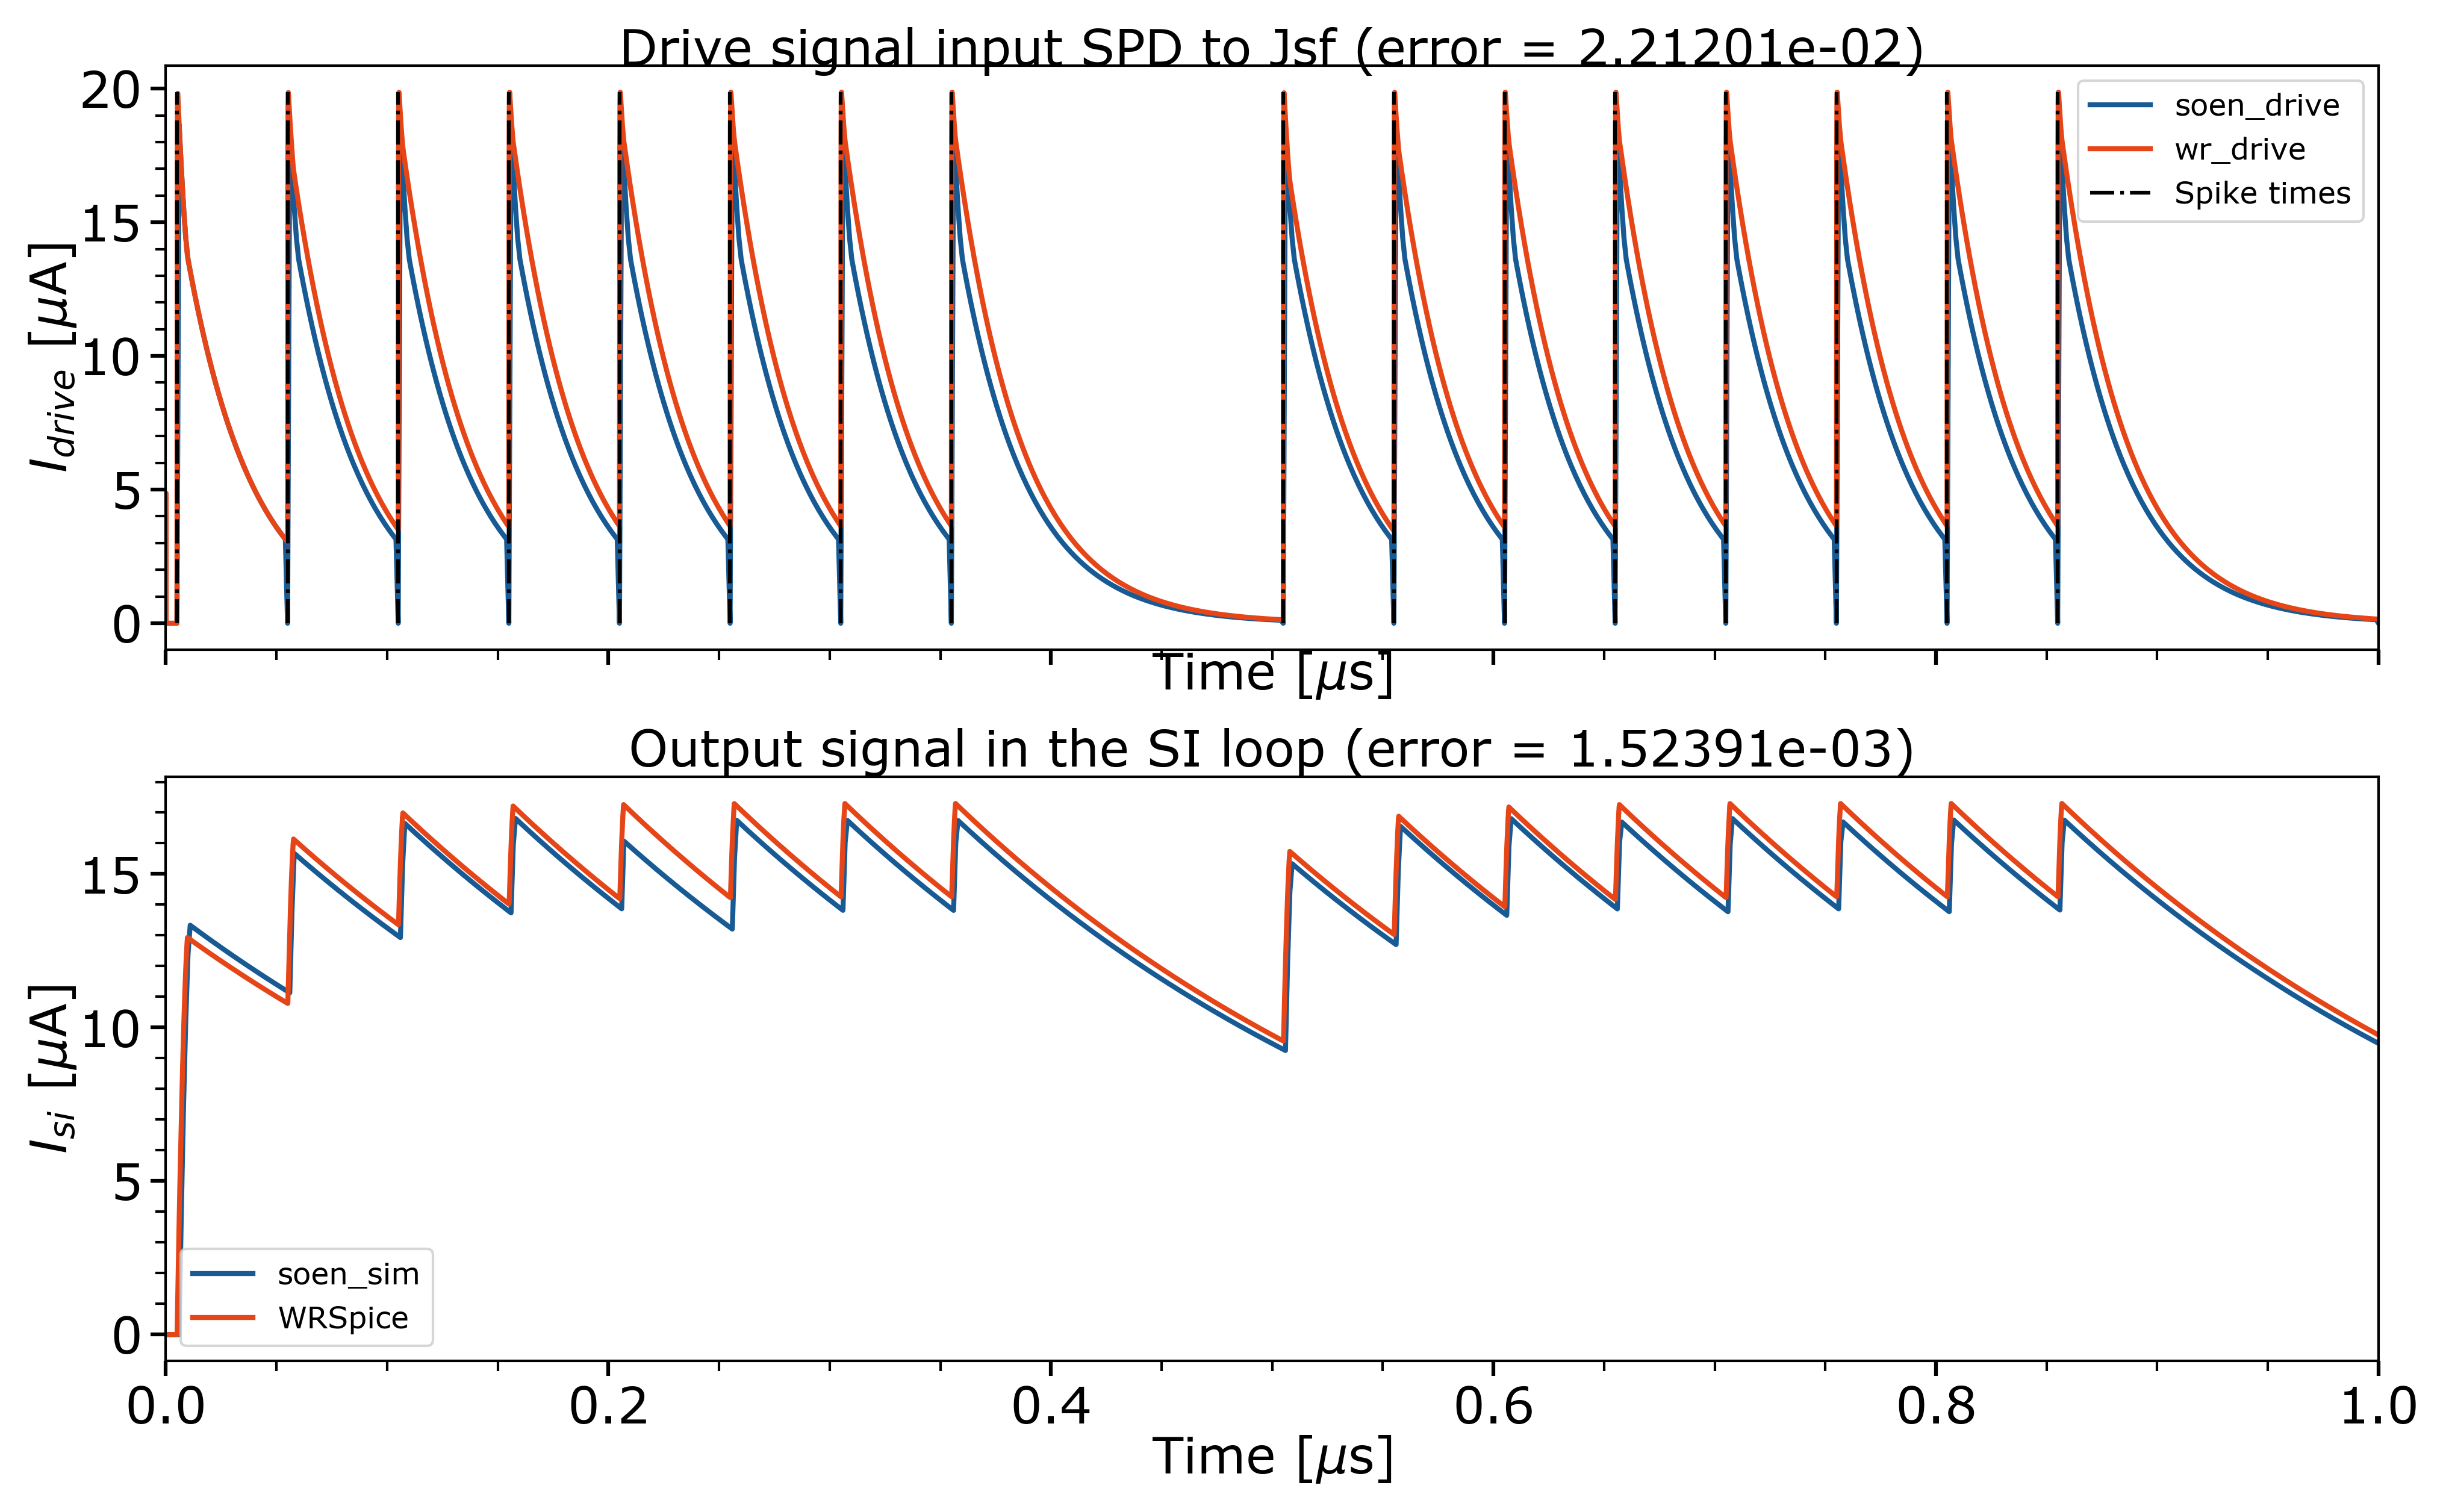 Drive signal input SPD to Jsf (error = 2.21201e-02)
20
15
10
5
0
I_drive [μA]
soen_drive
wr_drive
Spike times
Time [μs]
Output signal in the SI loop (error = 1.52391e-03)
15
10
5
0
I_si [μA]
soen_sim
WRSpice
0.0 0.2 0.4 0.6 0.8 1.0
Time [μs]